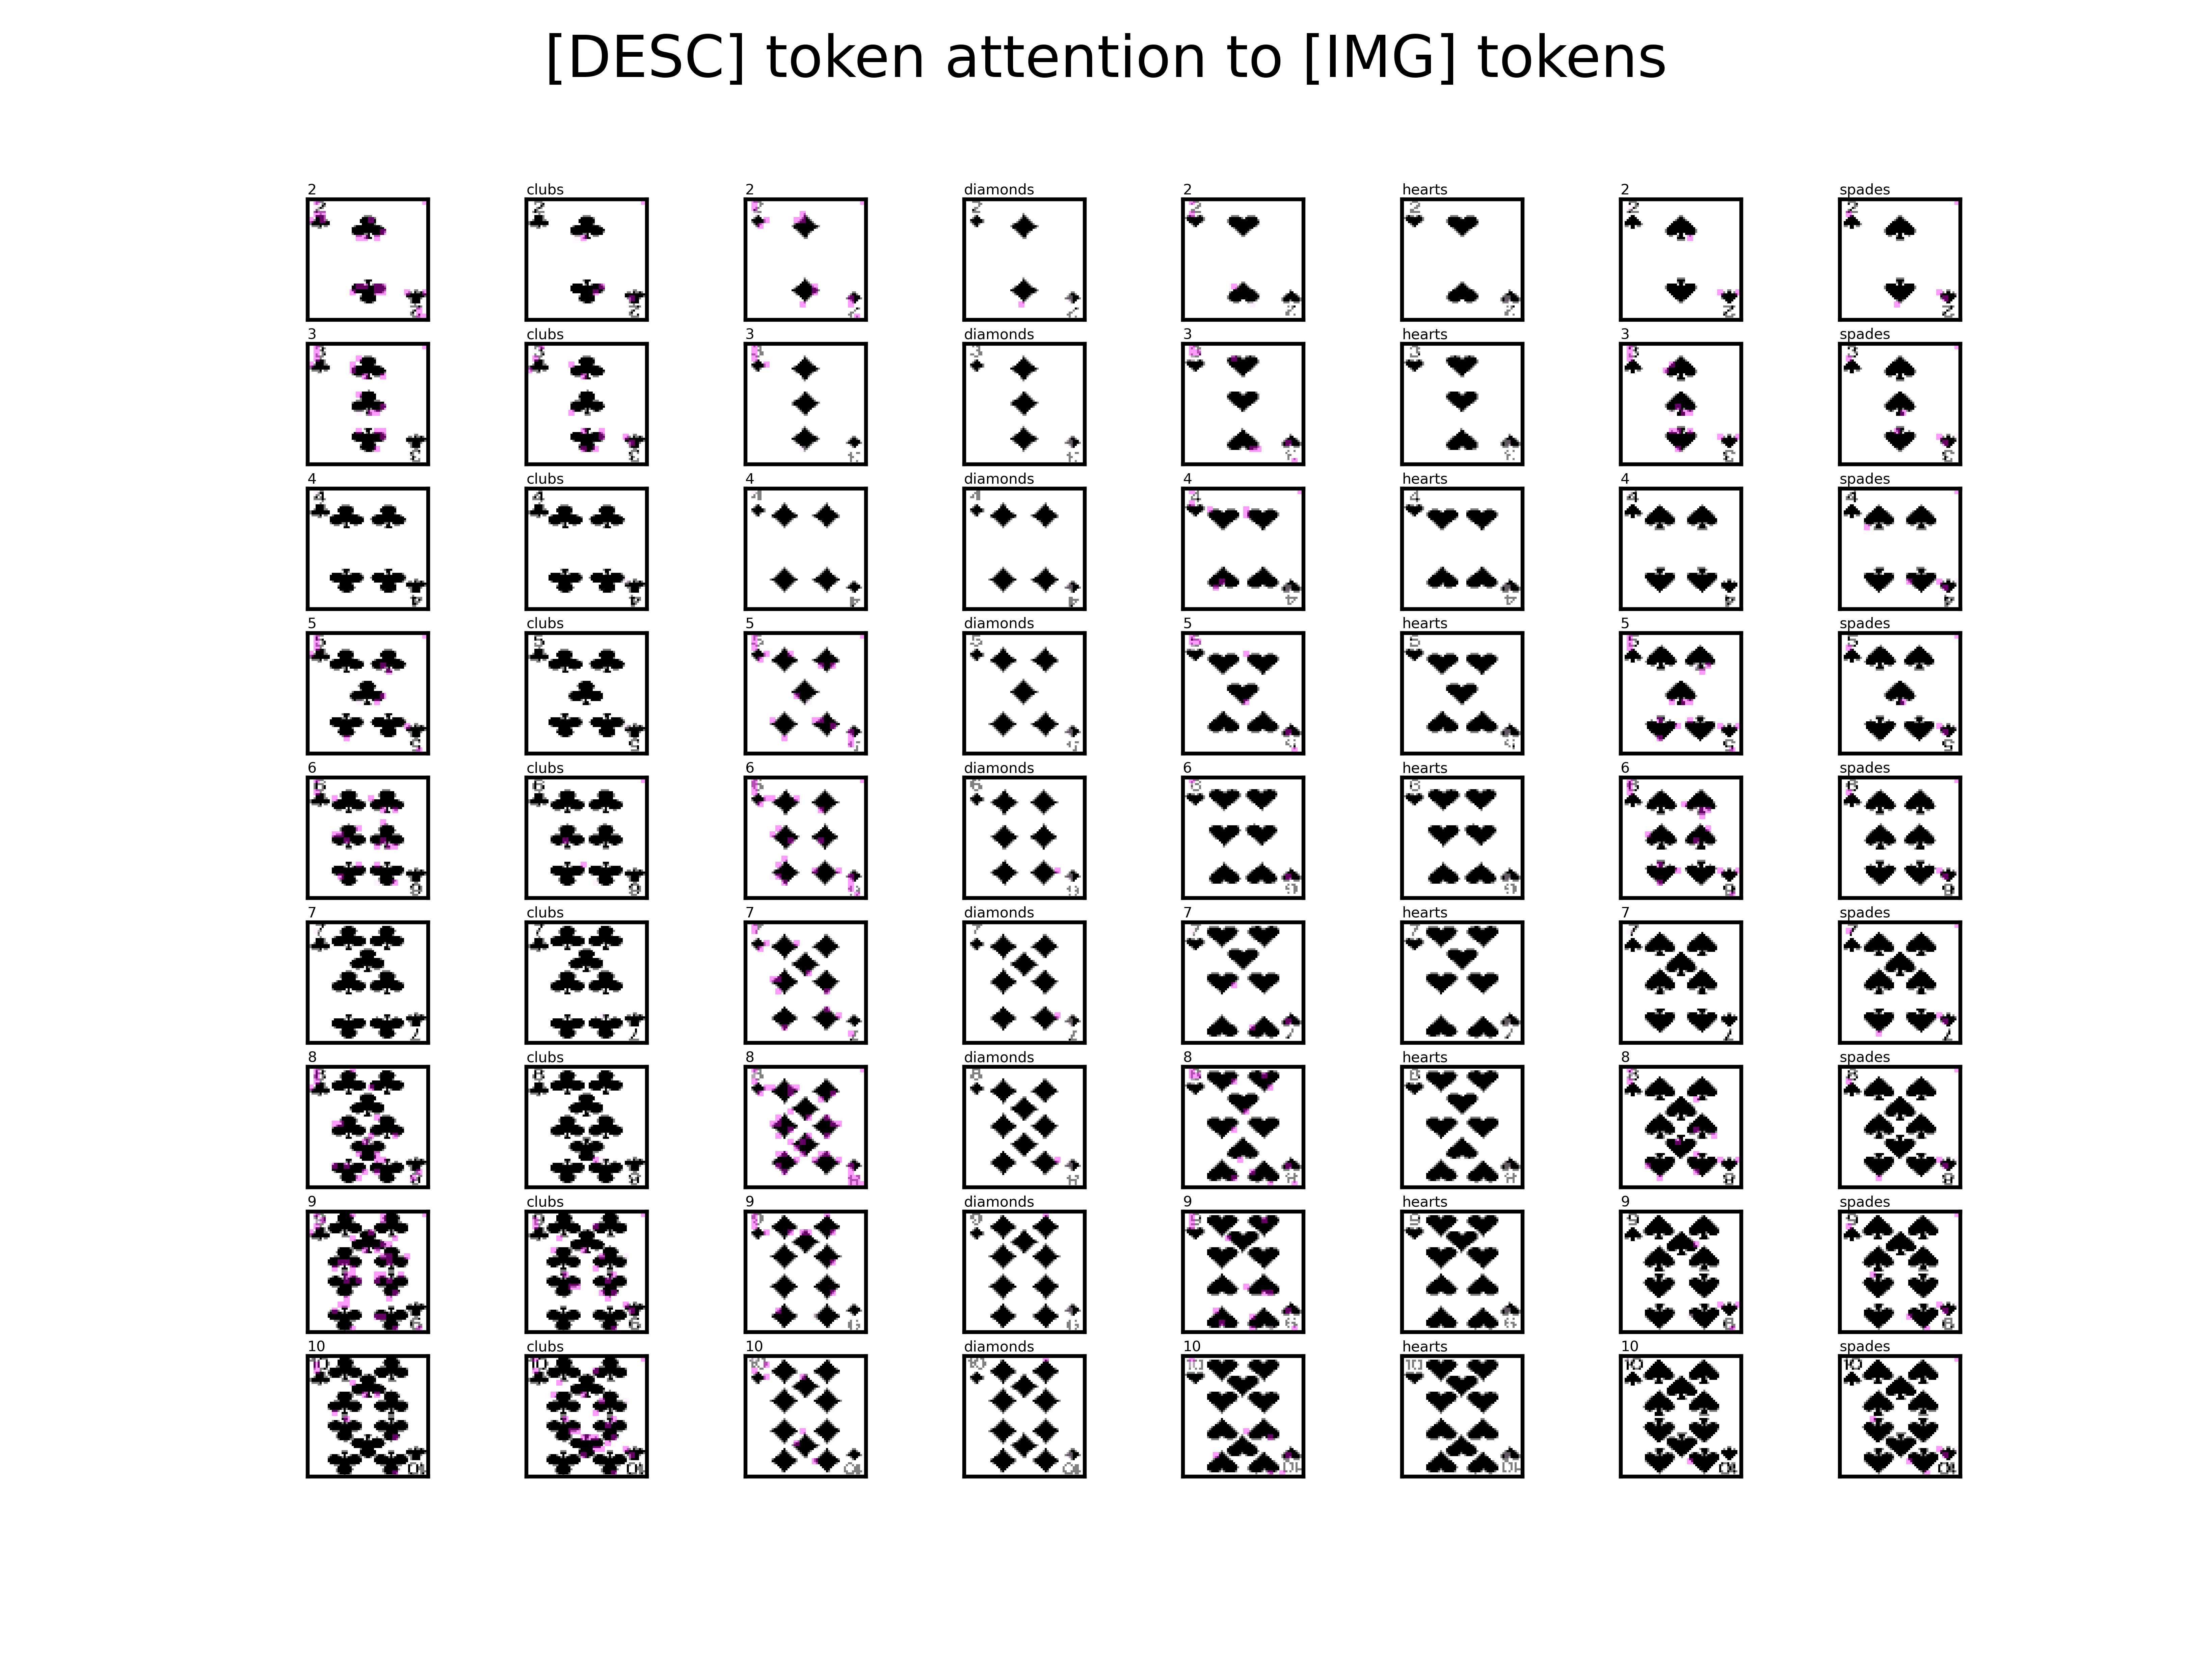 [DESC] token attention to [IMG] tokens
2 clubs 2 diamonds 2 hearts 2 spades
3 clubs 3 diamonds 3 hearts 3 spades
4 clubs 4 diamonds 4 hearts 4 spades
5 clubs 5 diamonds 5 hearts 5 spades
6 clubs 6 diamonds 6 hearts 6 spades
7 clubs 7 diamonds 7 hearts 7 spades
8 clubs 8 diamonds 8 hearts 8 spades
9 clubs 9 diamonds 9 hearts 9 spades
10 clubs 10 diamonds 10 hearts 10 spades